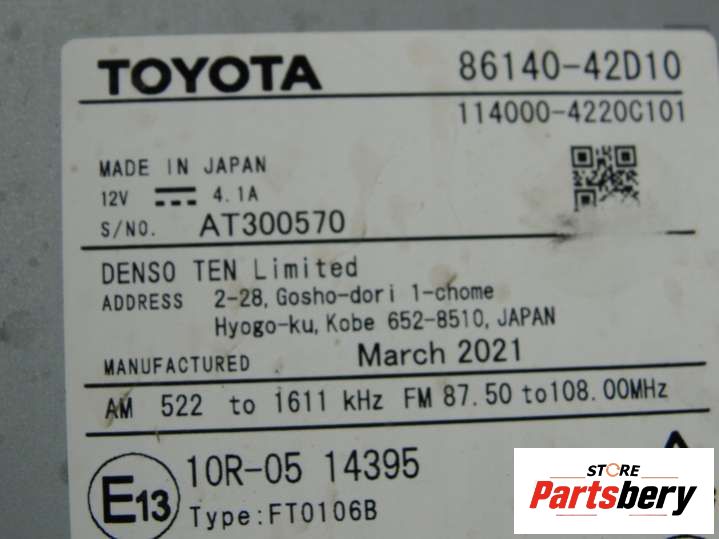 TOYOTA 86140-42D10
114000-4220C101
MADE IN JAPAN
12V 4.1A
S/NO. AT300570
DENSO TEN Limited
ADDRESS 2-28, Gosho-dori 1-chome
Hyogo-ku, Kobe 652-8510, JAPAN
MANUFACTURED March 2021
AM 522 to 1611 kHz FM 87.50 to 108.00MHz
E13 10R-05 14395
Type:FT0106B
STORE
Partsbery